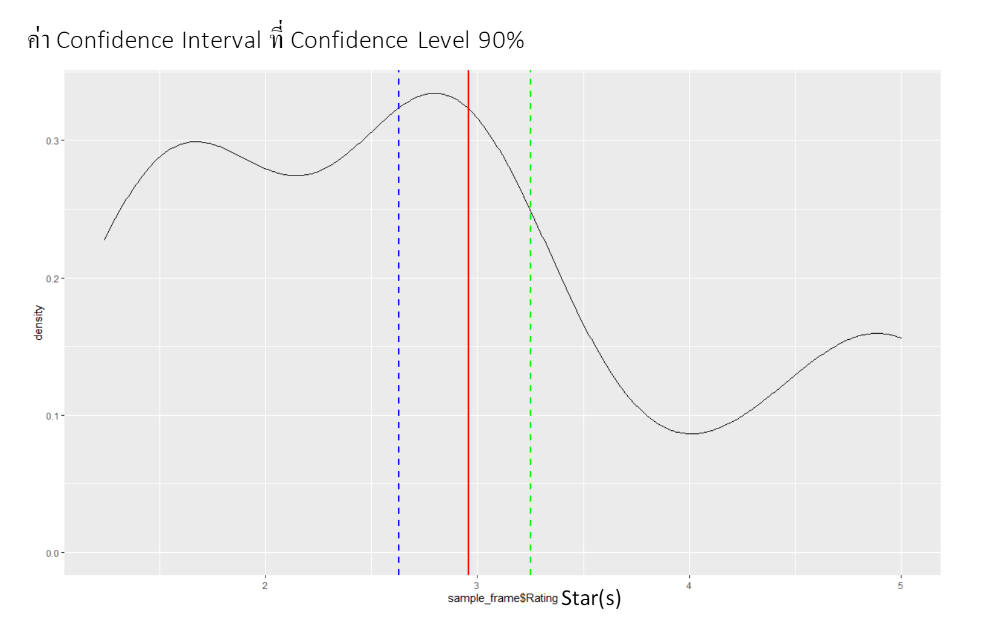 ค่า Confidence Interval ที่ Confidence Level 90%
0.3
0.2
0.1
0.0
density
2
3
4
5
sample_frame$Rating Star(s)